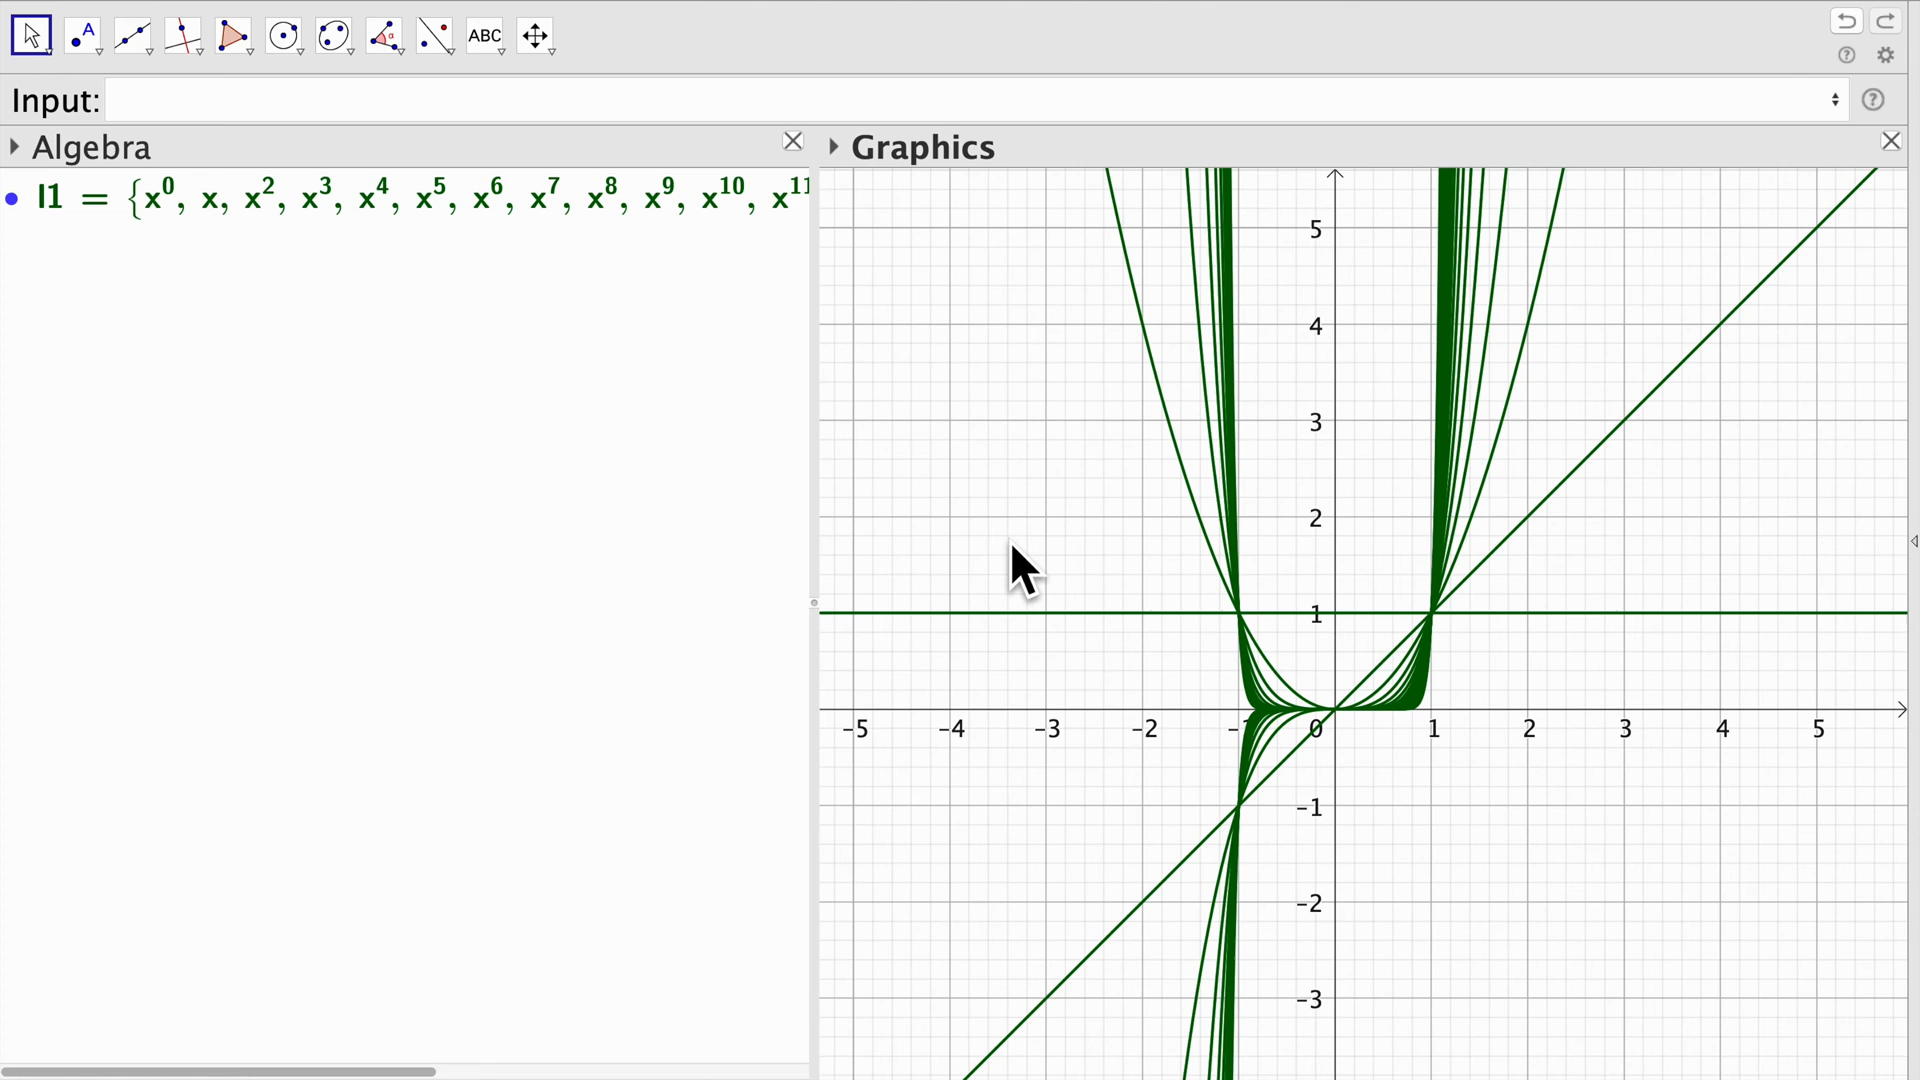 A
α
ABC
Input:
Algebra
Graphics
l1 = {x⁰, x, x², x³, x⁴, x⁵, x⁶, x⁷, x⁸, x⁹, x¹⁰, x¹¹
5
4
3
2
1
-5 -4 -3 -2 -1 0 1 2 3 4 5
-1
-2
-3